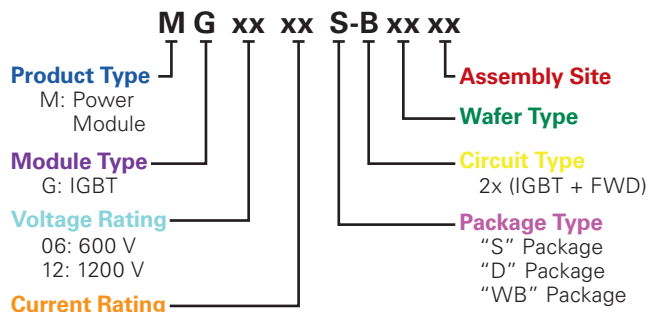 M G xx xx S-B xx xx
Product Type
M: Power
Module
Module Type
G: IGBT
Voltage Rating
06: 600 V
12: 1200 V
Current Rating
Assembly Site
Wafer Type
Circuit Type
2x (IGBT + FWD)
Package Type
“S” Package
“D” Package
“WB” Package